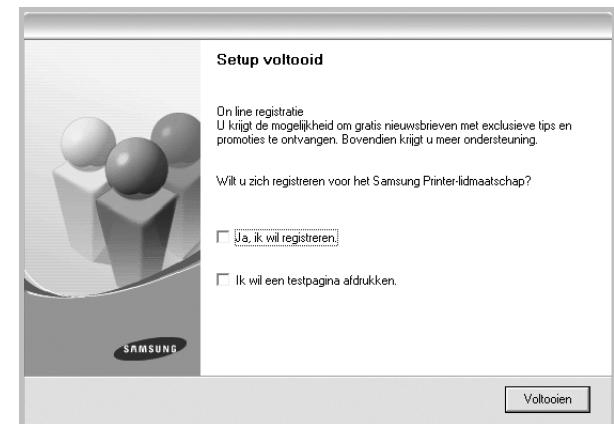 Setup voltooid
On line registratie
U krijgt de mogelijkheid om gratis nieuwsbrieven met exclusieve tips en
promoties te ontvangen. Bovendien krijgt u meer ondersteuning.
Wilt u zich registreren voor het Samsung Printer-lidmaatschap?
Ja, ik wil registreren.
Ik wil een testpagina afdrukken.
SAMSUNG
Voltooien